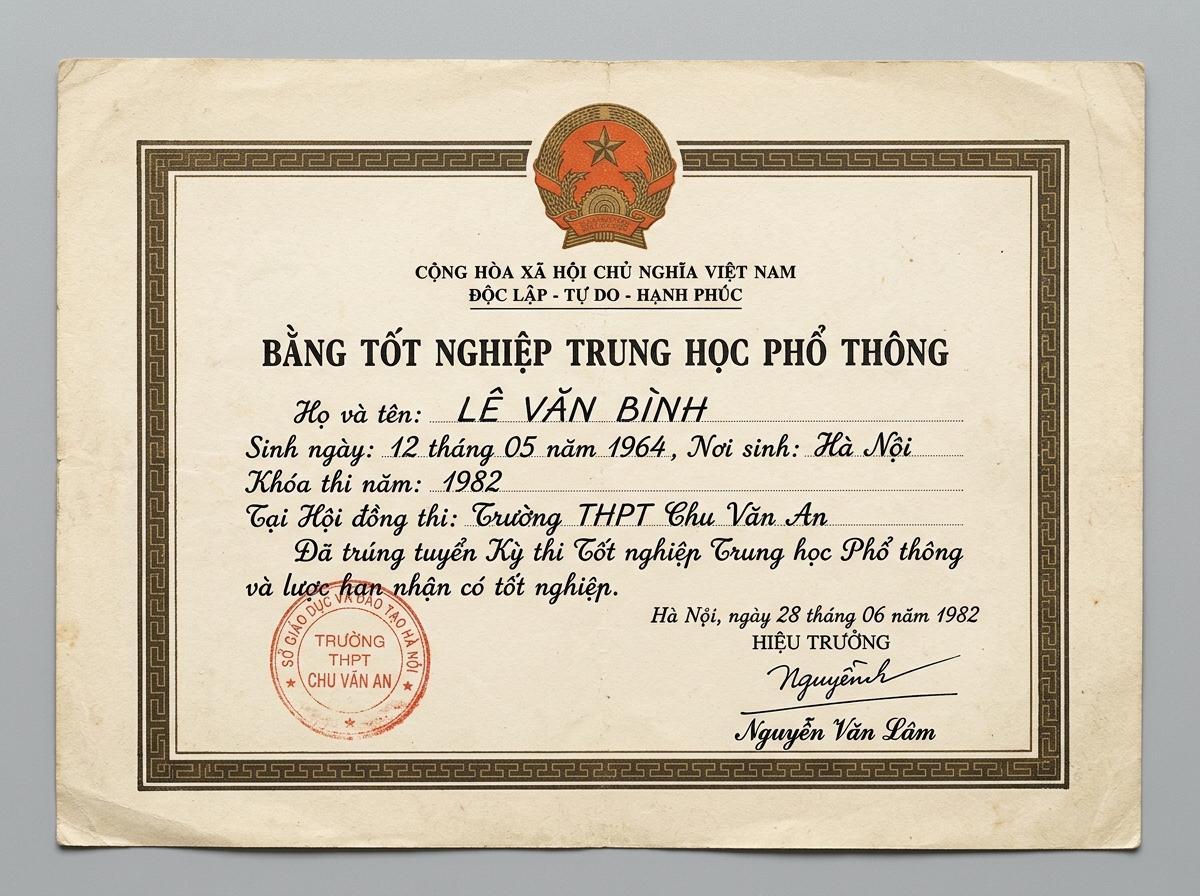 CỘNG HÒA XÃ HỘI CHỦ NGHĨA VIỆT NAM
ĐỘC LẬP - TỰ DO - HẠNH PHÚC
BẰNG TỐT NGHIỆP TRUNG HỌC PHỔ THÔNG
Họ và tên: LÊ VĂN BÌNH
Sinh ngày: 12 tháng 05 năm 1964, Nơi sinh: Hà Nội
Khóa thi năm: 1982
Tại Hội đồng thi: Trường THPT Chu Văn An
Đã trúng tuyển Kỳ thi Tốt nghiệp Trung học Phổ thông
và lược hạn nhận có tốt nghiệp.
Hà Nội, ngày 28 tháng 06 năm 1982
HIỆU TRƯỞNG
Nguyễn Văn Lâm
SỞ GIÁO DỤC VÀ ĐÀO TẠO HÀ NỘI
TRƯỜNG
THPT
CHU VĂN AN